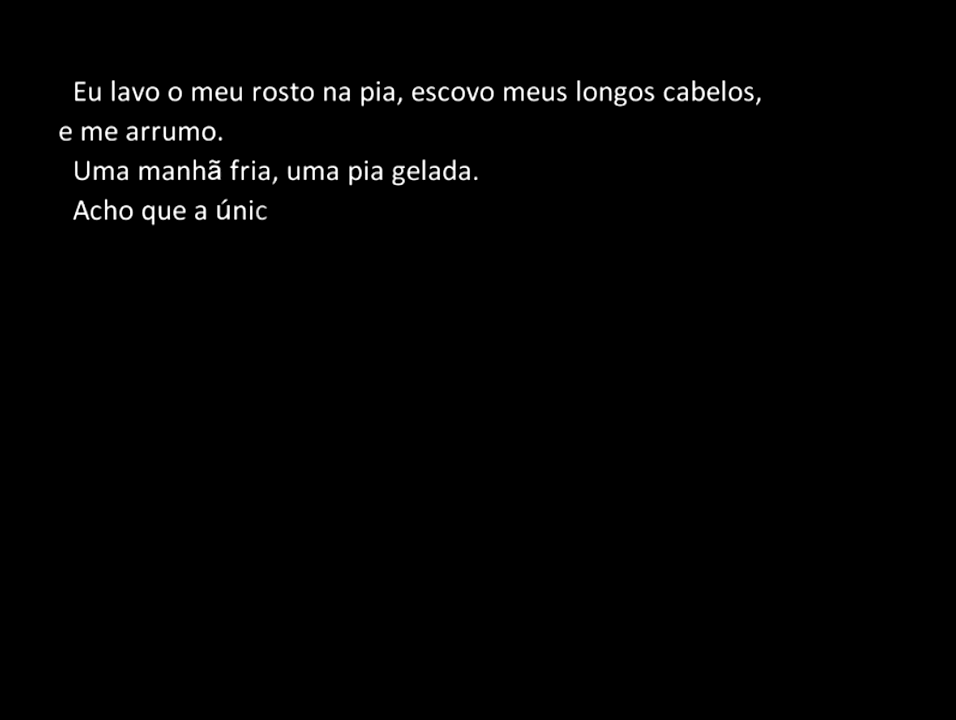 Eu lavo o meu rosto na pia, escovo meus longos cabelos,
e me arrumo.
Uma manhã fria, uma pia gelada.
Acho que a únic